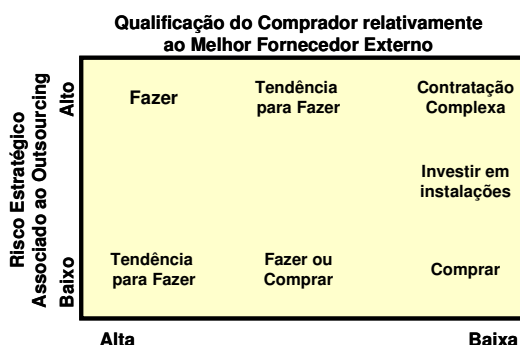 Qualificação do Comprador relativamente
ao Melhor Fornecedor Externo
Risco Estratégico
Associado ao Outsourcing
Alto
Fazer
Tendência
para Fazer
Contratação
Complexa
Investir em
instalações
Baixo
Tendência
para Fazer
Fazer ou
Comprar
Comprar
Alta
Baixa